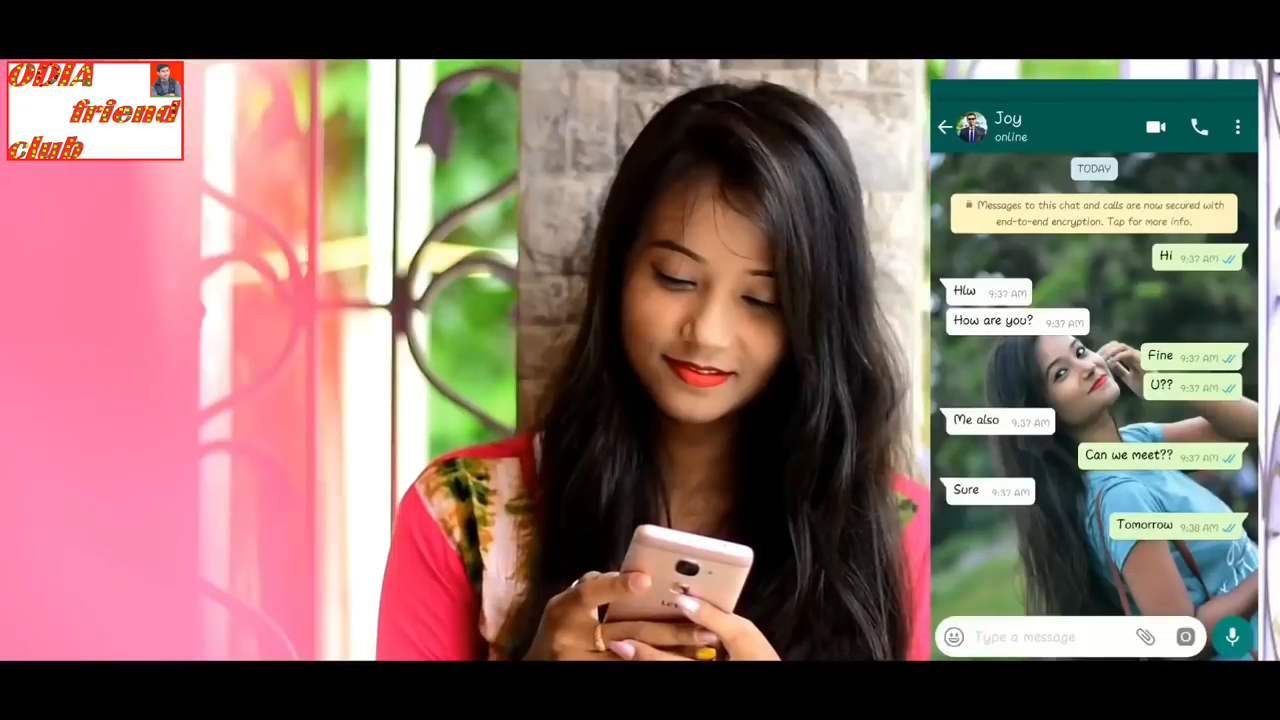 ODIA
friend
club
Joy
online
TODAY
Messages to this chat and calls are now secured with
end-to-end encryption. Tap for more info.
Hi 9:37 AM
Hlw 9:37 AM
How are you? 9:37 AM
Fine 9:37 AM
U?? 9:37 AM
Me also 9:37 AM
Can we meet?? 9:37 AM
Sure 9:37 AM
Tomorrow 9:38 AM
Type a message